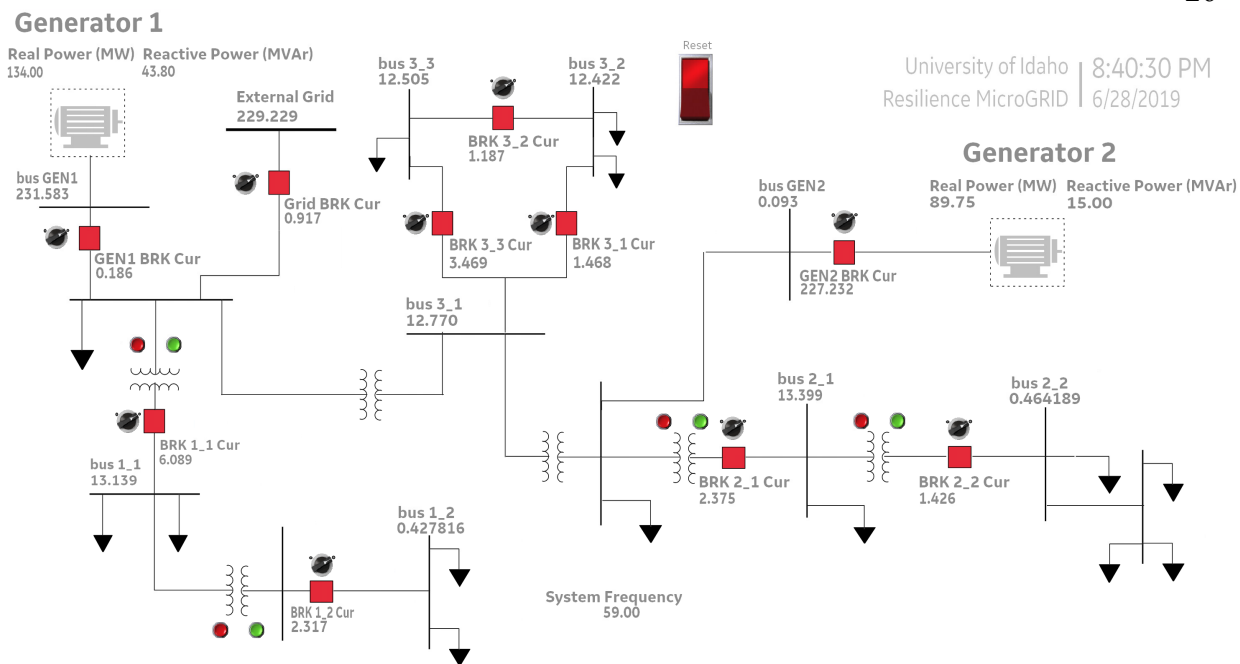 Generator 1
Real Power (MW) Reactive Power (MVAr)
134.00 43.80
External Grid
229.229
bus 3_3
12.505
bus 3_2
12.422
BRK 3_2 Cur
1.187
Reset
University of Idaho
Resilience MicroGRID
8:40:30 PM
6/28/2019
bus GEN1
231.583
Grid BRK Cur
0.917
GEN1 BRK Cur
0.186
BRK 3_3 Cur
3.469
BRK 3_1 Cur
1.468
Generator 2
Real Power (MW) Reactive Power (MVAr)
89.75 15.00
bus GEN2
0.093
GEN2 BRK Cur
227.232
bus 3_1
12.770
BRK 1_1 Cur
6.089
bus 1_1
13.139
bus 2_1
13.399
bus 2_2
0.464189
BRK 2_1 Cur
2.375
BRK 2_2 Cur
1.426
bus 1_2
0.427816
BRK 1_2 Cur
2.317
System Frequency
59.00